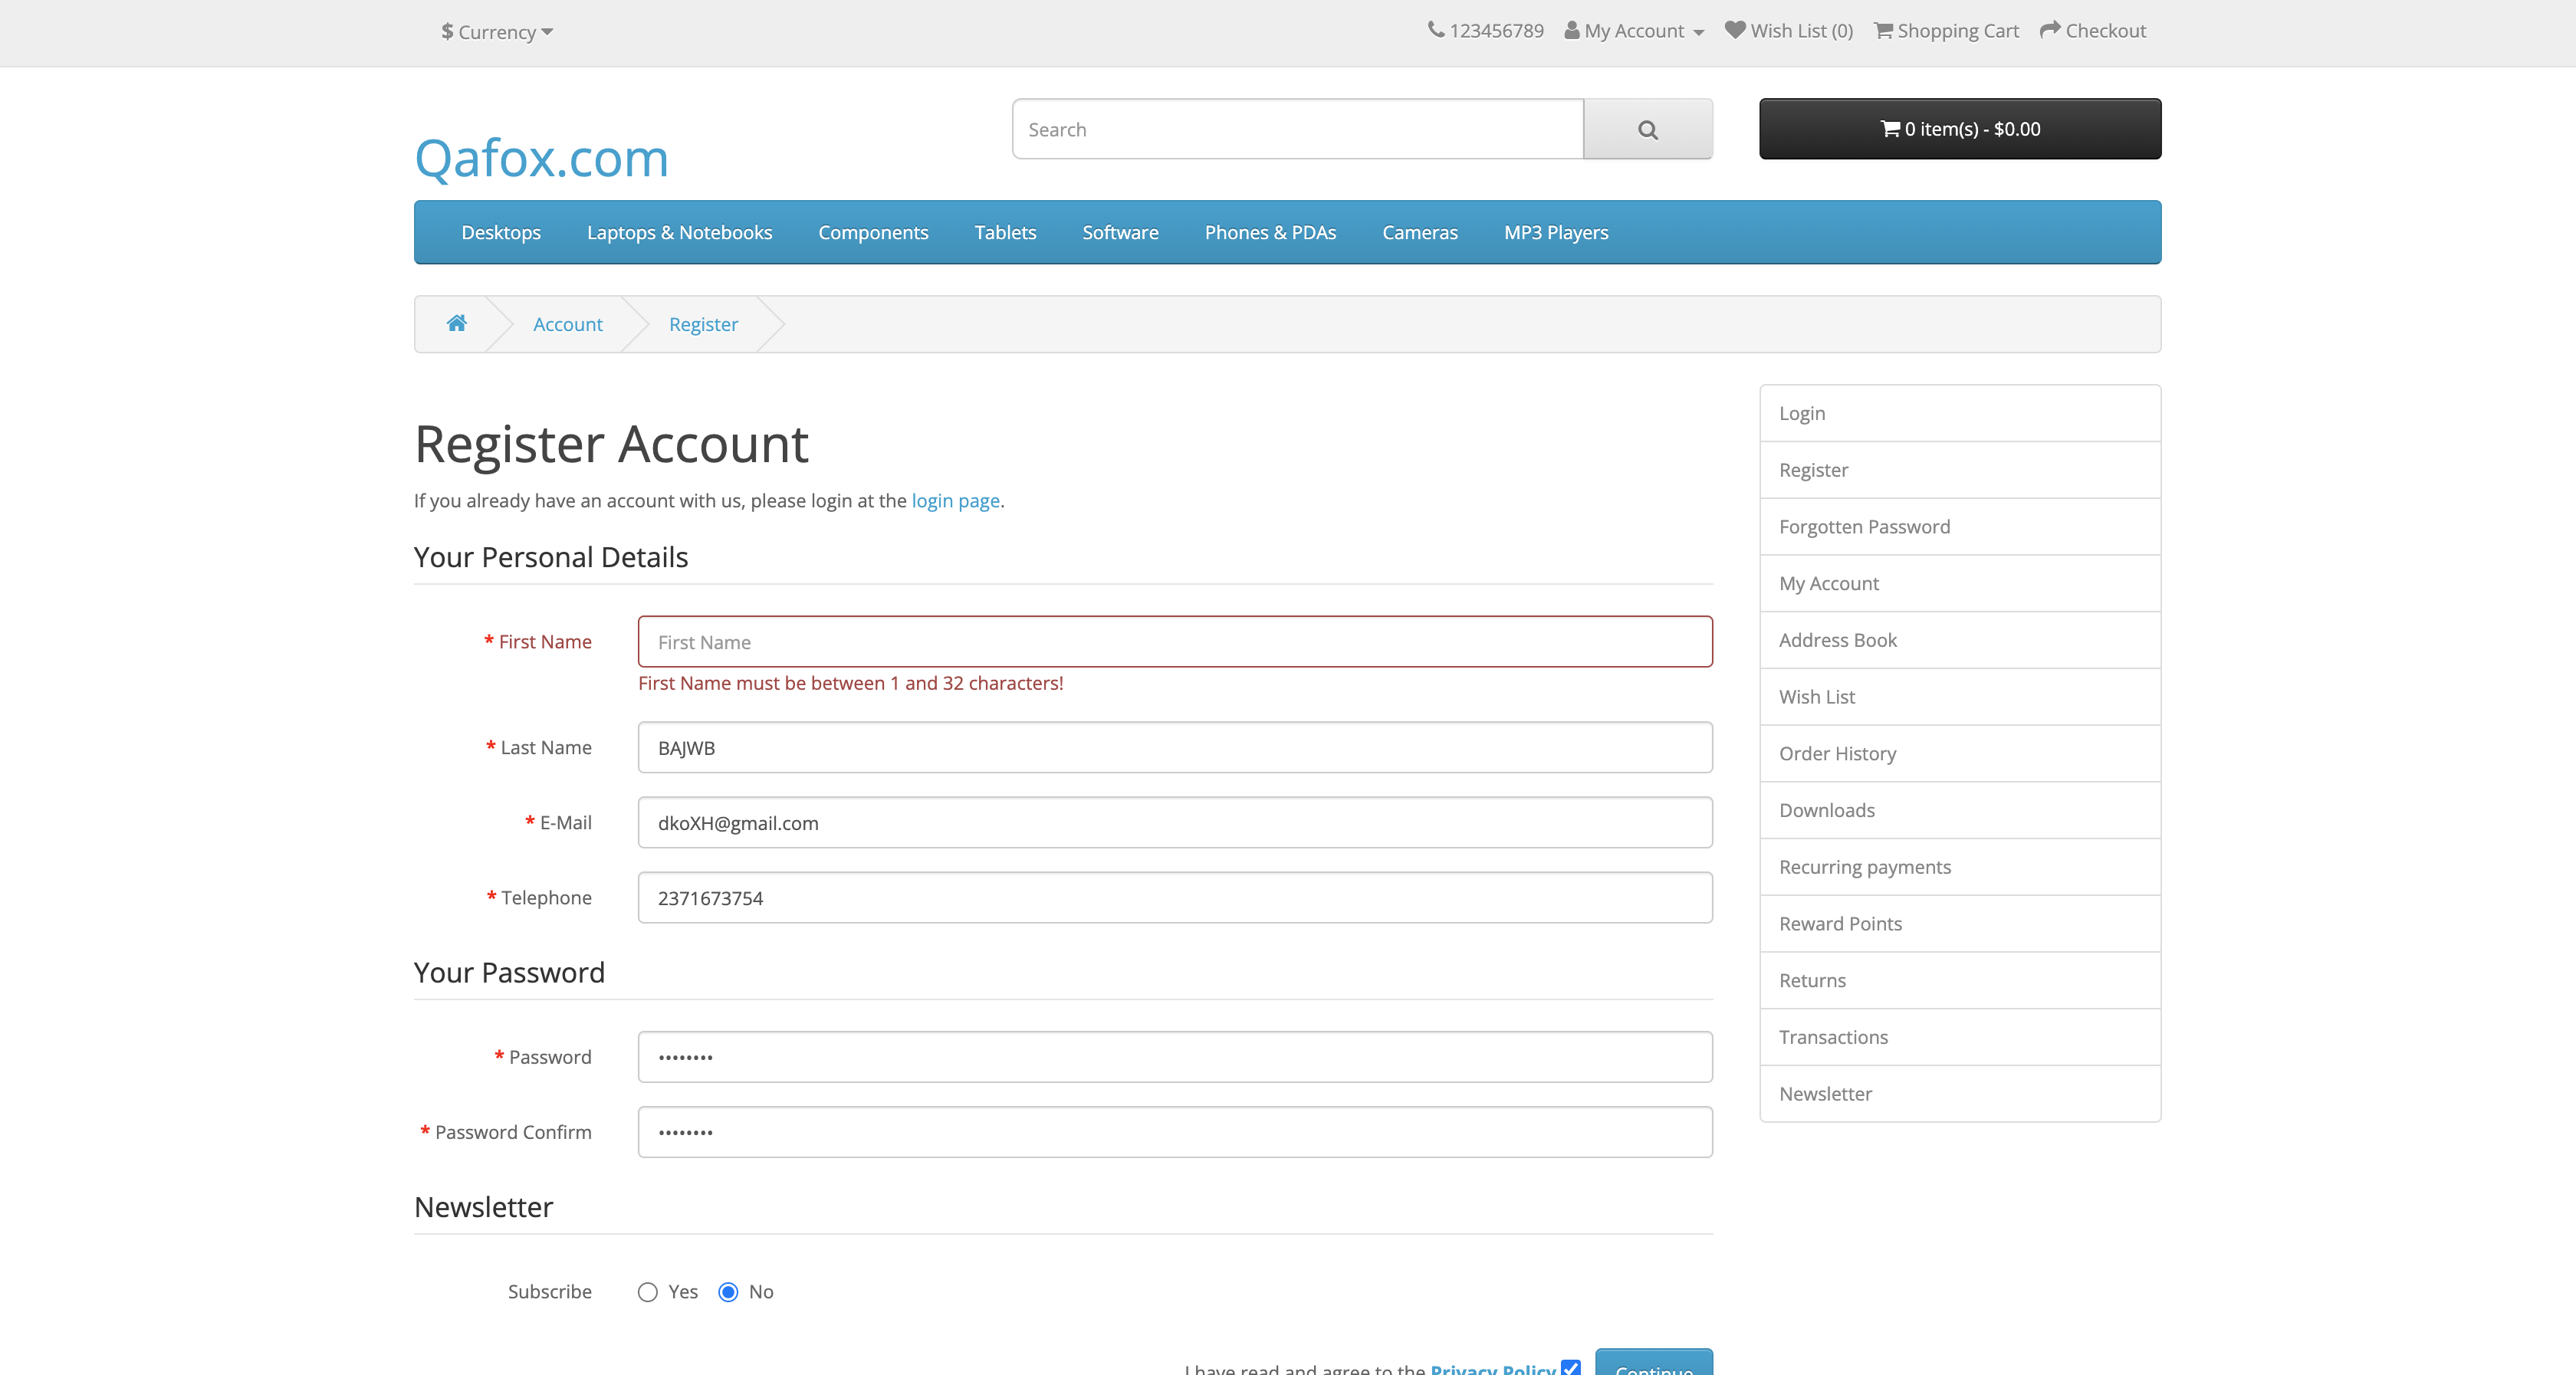 $ Currency
123456789 My Account Wish List (0) Shopping Cart Checkout
Qafox.com
Search
0 item(s) - $0.00
Desktops Laptops & Notebooks Components Tablets Software Phones & PDAs Cameras MP3 Players
Account Register
Register Account
If you already have an account with us, please login at the login page.
Your Personal Details
* First Name
First Name
First Name must be between 1 and 32 characters!
* Last Name
BAJWB
* E-Mail
dkoXH@gmail.com
* Telephone
2371673754
Your Password
* Password
••••••••
* Password Confirm
••••••••
Newsletter
Subscribe
Yes No
I have read and agree to the Privacy Policy
Continue
Login
Register
Forgotten Password
My Account
Address Book
Wish List
Order History
Downloads
Recurring payments
Reward Points
Returns
Transactions
Newsletter